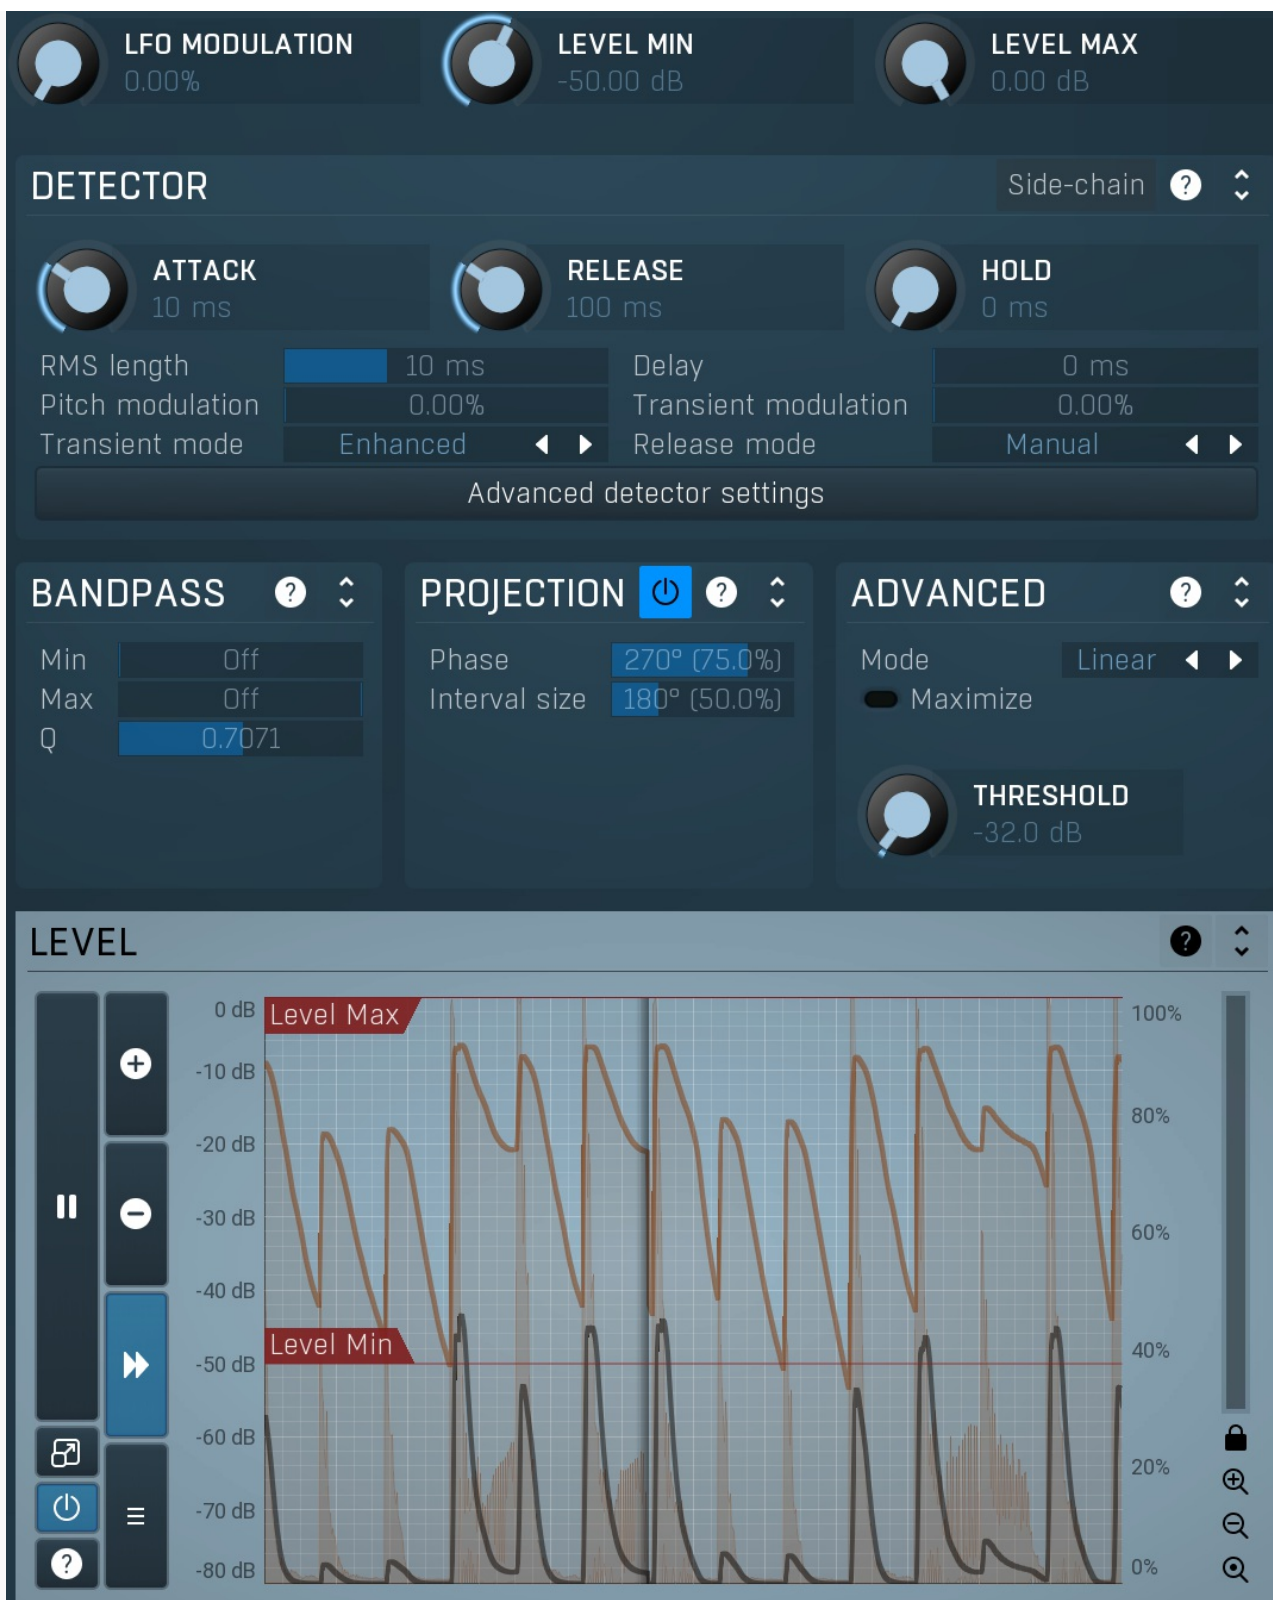 LFO MODULATION LEVEL MIN LEVEL MAX
0.00% -50.00 dB 0.00 dB
DETECTOR Side-chain ?
ATTACK RELEASE HOLD
10 ms 100 ms 0 ms
RMS length 10 ms Delay 0 ms
Pitch modulation 0.00% Transient modulation 0.00%
Transient mode Enhanced Release mode Manual
Advanced detector settings
BANDPASS ? PROJECTION ? ADVANCED ?
Min Off Phase 270° (75.0%) Mode Linear
Max Off Interval size 180° (50.0%) Maximize
Q 0.7071
THRESHOLD
-32.0 dB
LEVEL ?
0 dB Level Max 100%
-10 dB
-20 dB 80%
-30 dB 60%
-40 dB
Level Min
-50 dB 40%
-60 dB
20%
-70 dB
? -80 dB 0%